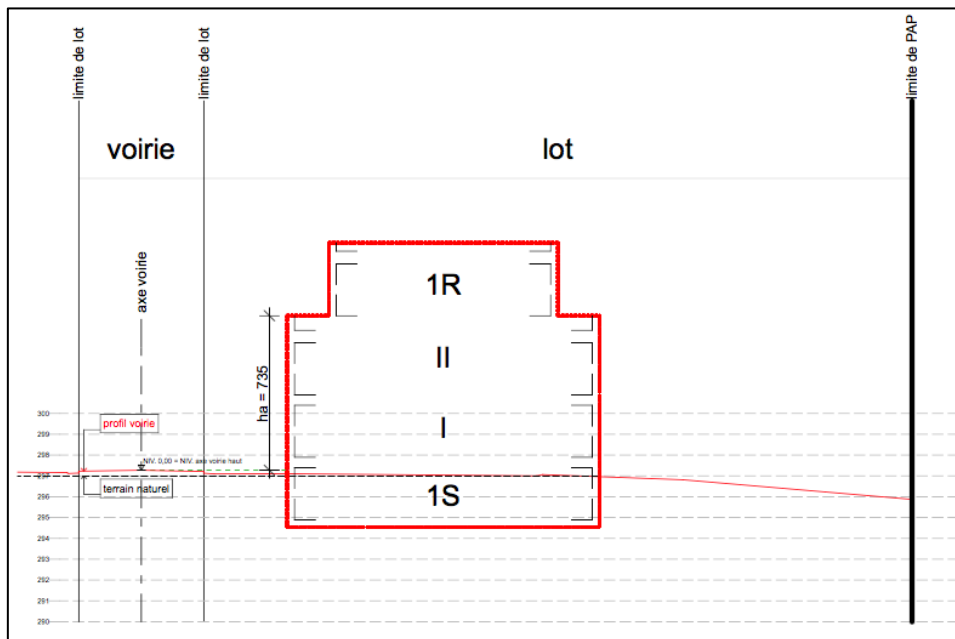 limite de lot
limite de lot
limite de PAP
voirie
lot
axe voirie
1R
II
ha = 735
I
300
profil voirie
299
298
NIV. 0,00 = NIV. axe voirie haut
297
terrain naturel
296
1S
295
294
293
292
291
290